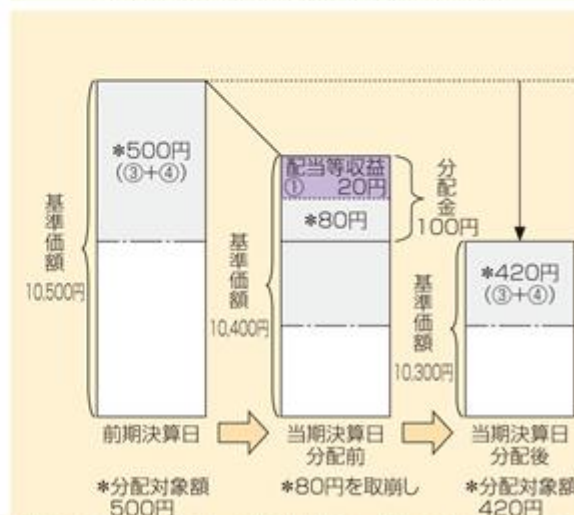 *500円
(③+④)
基準価額
10,500円
前期決算日
*分配対象額
500円
配当等収益
① 20円
*80円
分配金
100円
基準価額
10,400円
当期決算日
分配前
*80円を取崩し
*420円
(③+④)
基準価額
10,300円
当期決算日
分配後
*分配対象額
420円